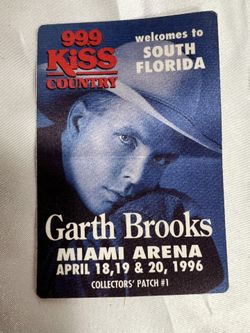 99.9
KiSS
COUNTRY
welcomes to
SOUTH
FLORIDA
Garth Brooks
MIAMI ARENA
APRIL 18,19 & 20, 1996
COLLECTORS' PATCH #1